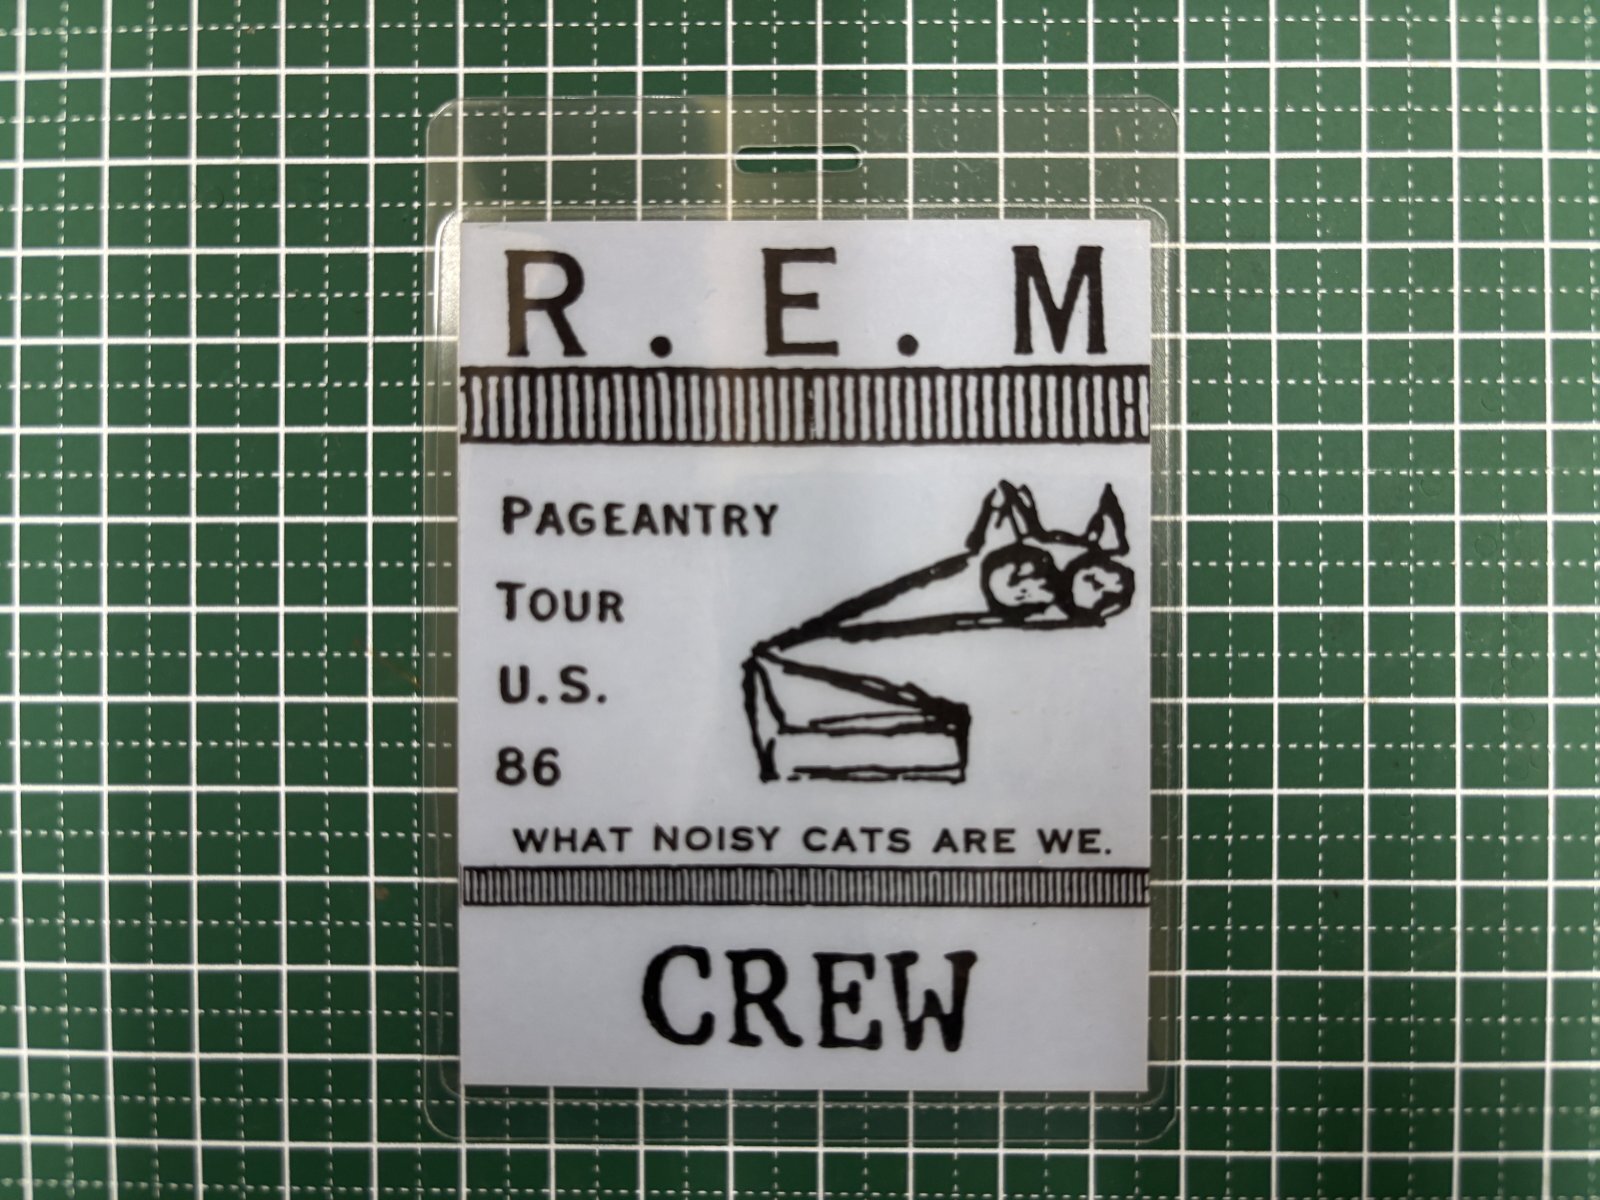 R.E.M
PAGEANTRY
TOUR
U.S.
86
WHAT NOISY CATS ARE WE.
CREW